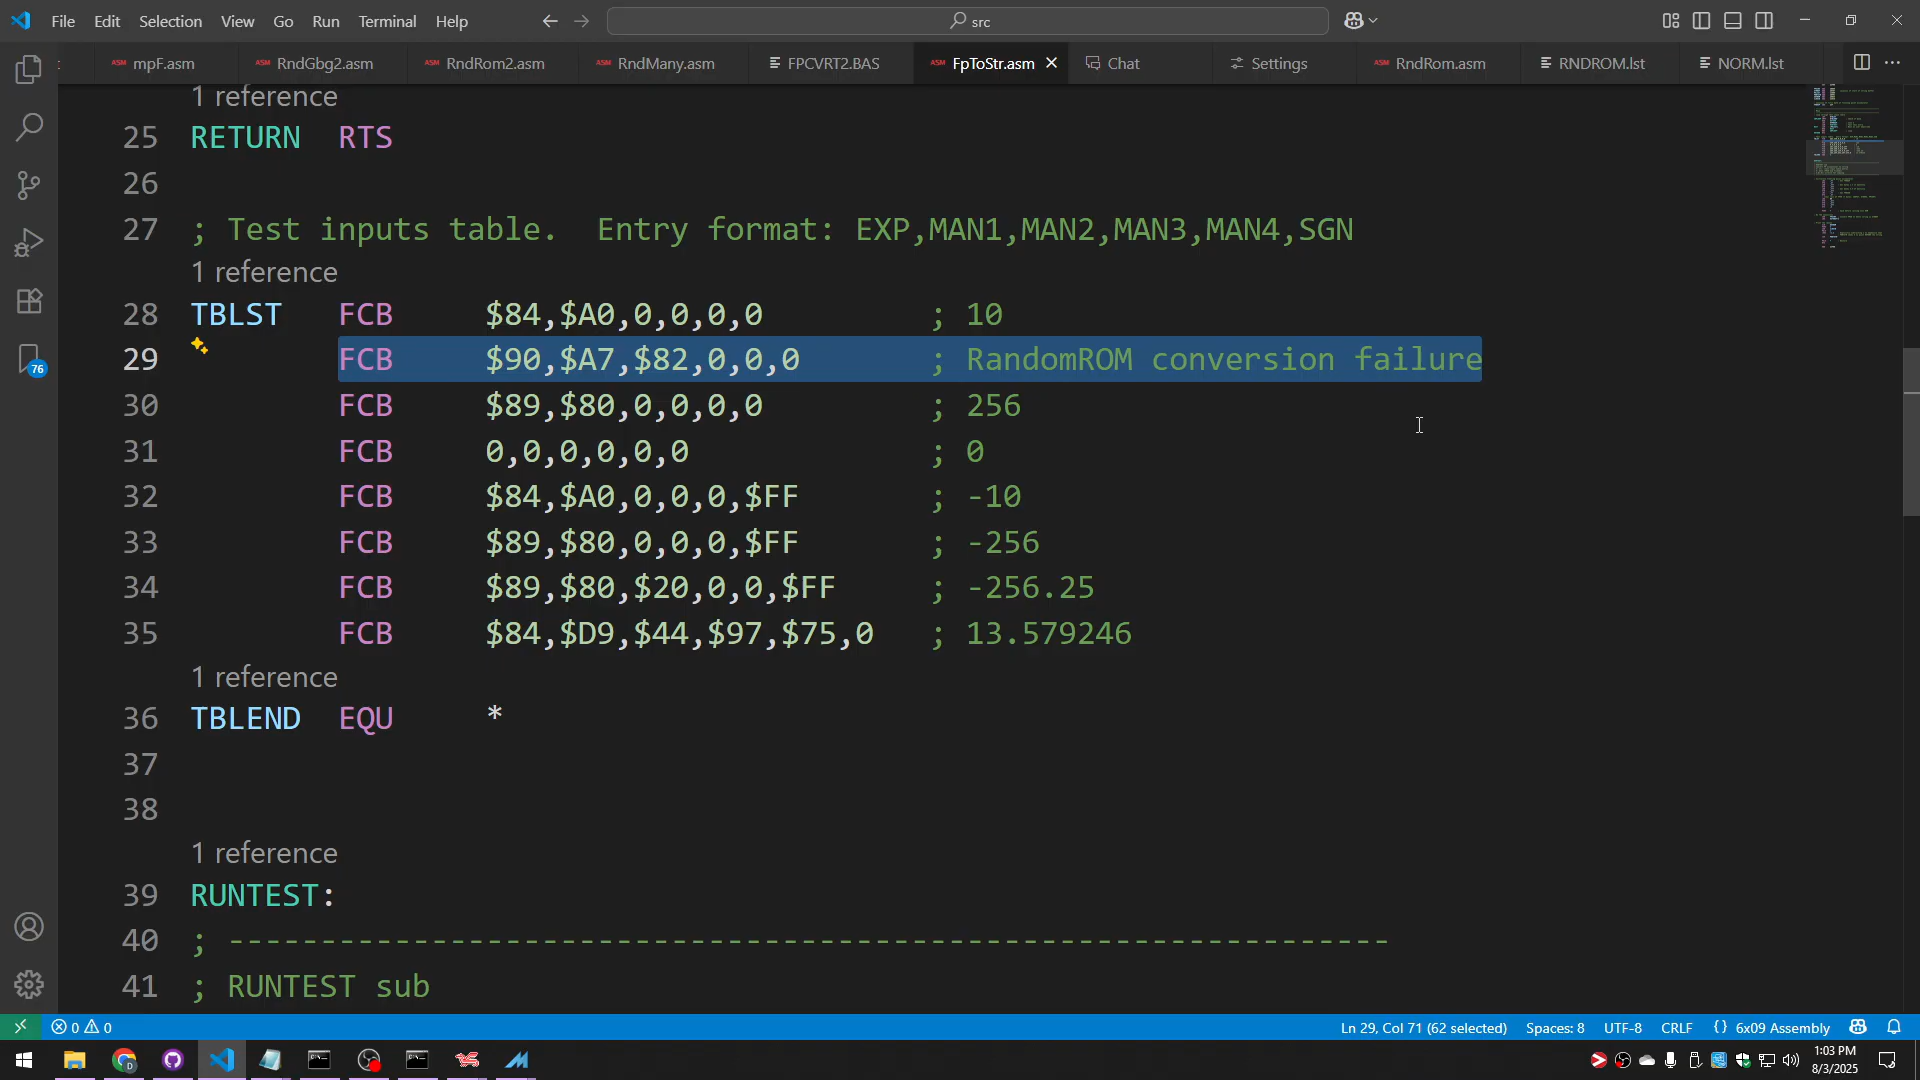 File Edit Selection View Go Run Terminal Help src
ASM mpF.asm ASM RndGbg2.asm ASM RndRom2.asm ASM RndMany.asm FPCVRT2.BAS ASM FpToStr.asm Chat Settings ASM RndRom.asm RNDROM.lst NORM.lst
1 reference
25 RETURN RTS
26
27 ; Test inputs table.  Entry format: EXP,MAN1,MAN2,MAN3,MAN4,SGN
1 reference
28 TBLST FCB $84,$A0,0,0,0,0 ; 10
29 FCB $90,$A7,$82,0,0,0 ; RandomROM conversion failure
30 FCB $89,$80,0,0,0,0 ; 256
31 FCB 0,0,0,0,0,0 ; 0
32 FCB $84,$A0,0,0,0,$FF ; -10
33 FCB $89,$80,0,0,0,$FF ; -256
34 FCB $89,$80,$20,0,0,$FF ; -256.25
35 FCB $84,$D9,$44,$97,$75,0 ; 13.579246
1 reference
36 TBLEND EQU *
37
38
1 reference
39 RUNTEST:
40 ; ---------------------------------------------------------------
41 ; RUNTEST sub
76
0 0 Ln 29, Col 71 (62 selected) Spaces: 8 UTF-8 CRLF {} 6x09 Assembly
1:03 PM
8/3/2025